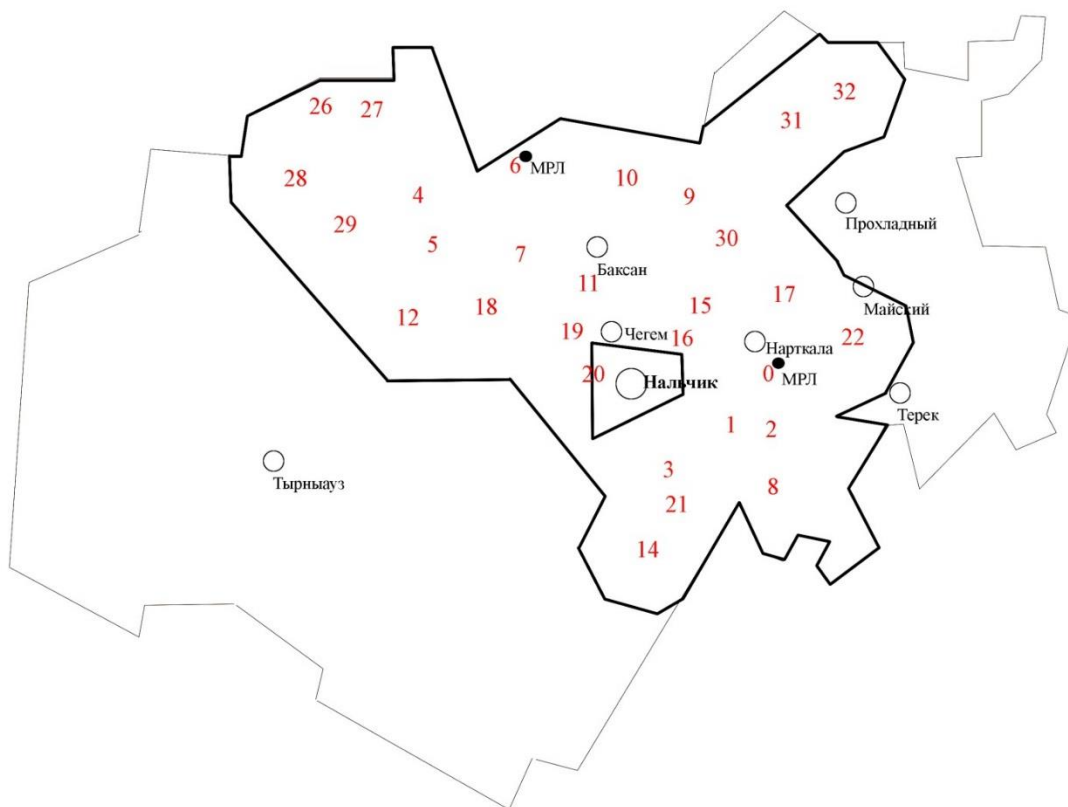 32
26
27
31
6
МРЛ
28
10
4
9
Прохладный
29
30
5
7
Баксан
11
17
15
18
Майский
12
19
Чегем
16
22
Нарткала
20
Нальчик
0
МРЛ
Терек
1
2
3
Тырныауз
8
21
14